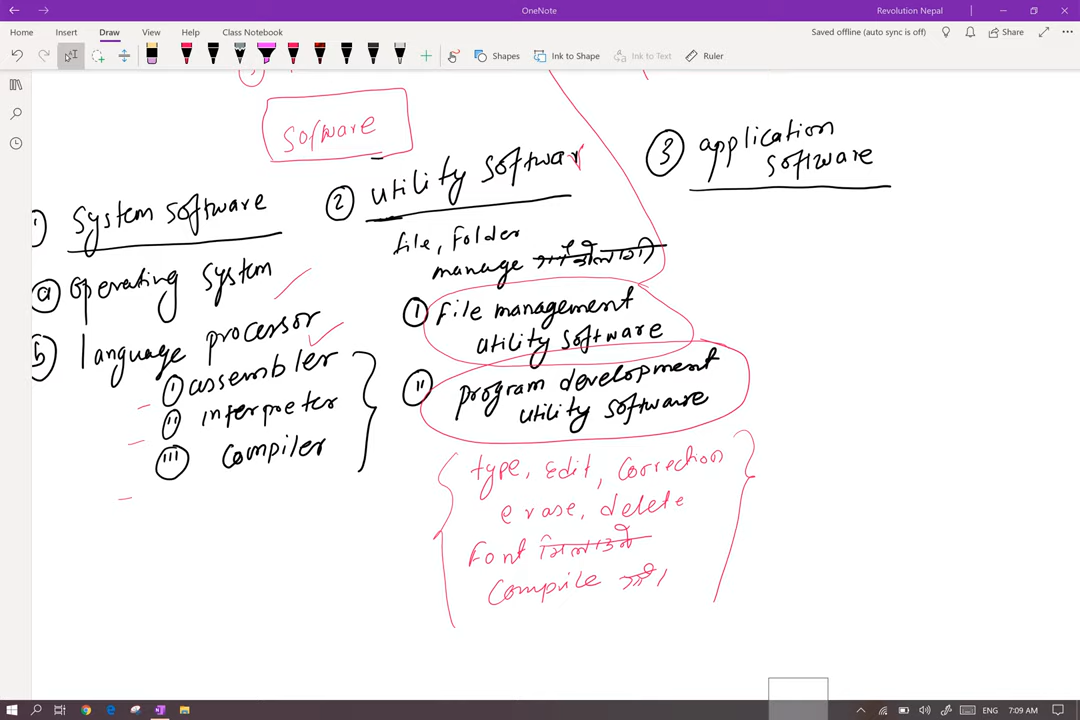 OneNote
Revolution Nepal
Home Insert Draw View Help Class Notebook
Saved offline (auto sync is off) Share
Shapes Ink to Shape Ink to Text Ruler
Sofware
① System software
ⓐ operating system
ⓑ language processor
ⓘ assembler
ⅱ interpreter
ⅲ compiler
② utility softwar
file, Folder
manage
① file management
utility software
② program development
utility software
type, Edit, Correction
erase, delete
Font
Compile
③ application
software
ENG 7:09 AM